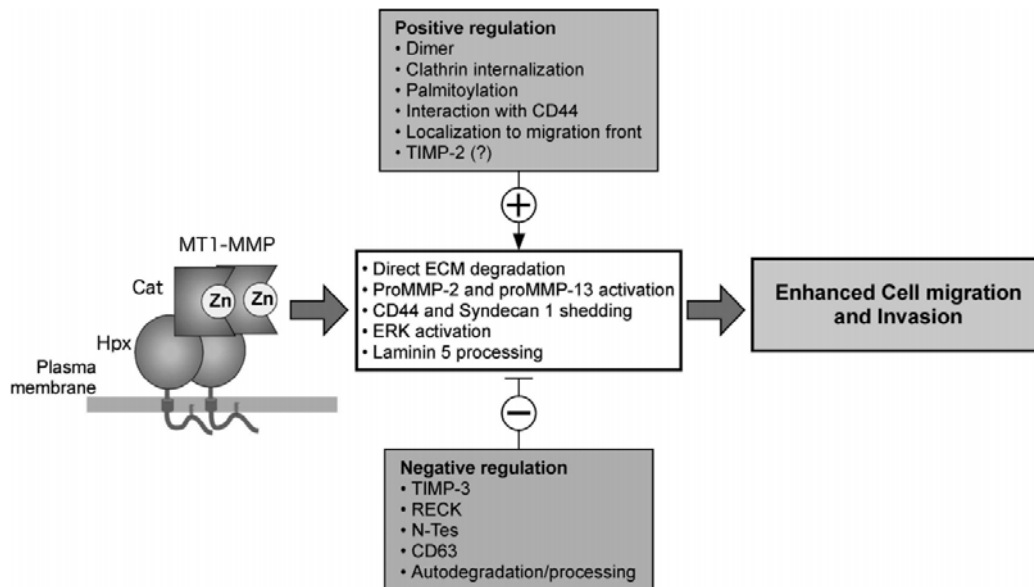 Positive regulation
• Dimer
• Clathrin internalization
• Palmitoylation
• Interaction with CD44
• Localization to migration front
• TIMP-2 (?)
+
MT1-MMP
Cat
Zn
Zn
Hpx
Plasma
membrane
• Direct ECM degradation
• ProMMP-2 and proMMP-13 activation
• CD44 and Syndecan 1 shedding
• ERK activation
• Laminin 5 processing
Enhanced Cell migration
and Invasion
−
Negative regulation
• TIMP-3
• RECK
• N-Tes
• CD63
• Autodegradation/processing